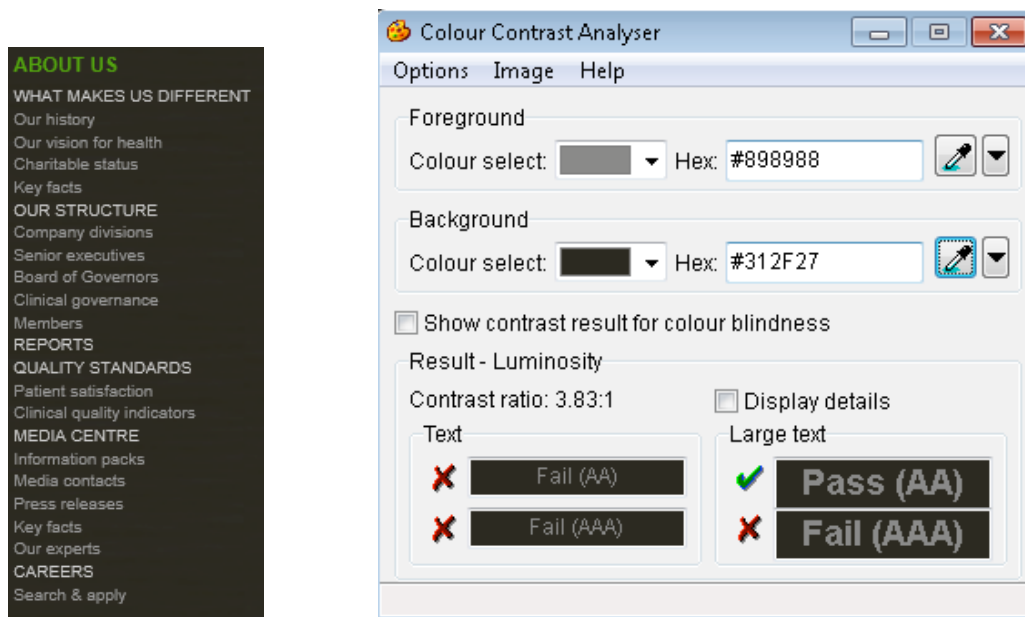 ABOUT US
WHAT MAKES US DIFFERENT
Our history
Our vision for health
Charitable status
Key facts
OUR STRUCTURE
Company divisions
Senior executives
Board of Governors
Clinical governance
Members
REPORTS
QUALITY STANDARDS
Patient satisfaction
Clinical quality indicators
MEDIA CENTRE
Information packs
Media contacts
Press releases
Key facts
Our experts
CAREERS
Search & apply
Colour Contrast Analyser
Options Image Help
Foreground
Colour select: Hex: #898988
Background
Colour select: Hex: #312F27
Show contrast result for colour blindness
Result - Luminosity
Contrast ratio: 3.83:1 Display details
Text Large text
Fail (AA) Pass (AA)
Fail (AAA) Fail (AAA)